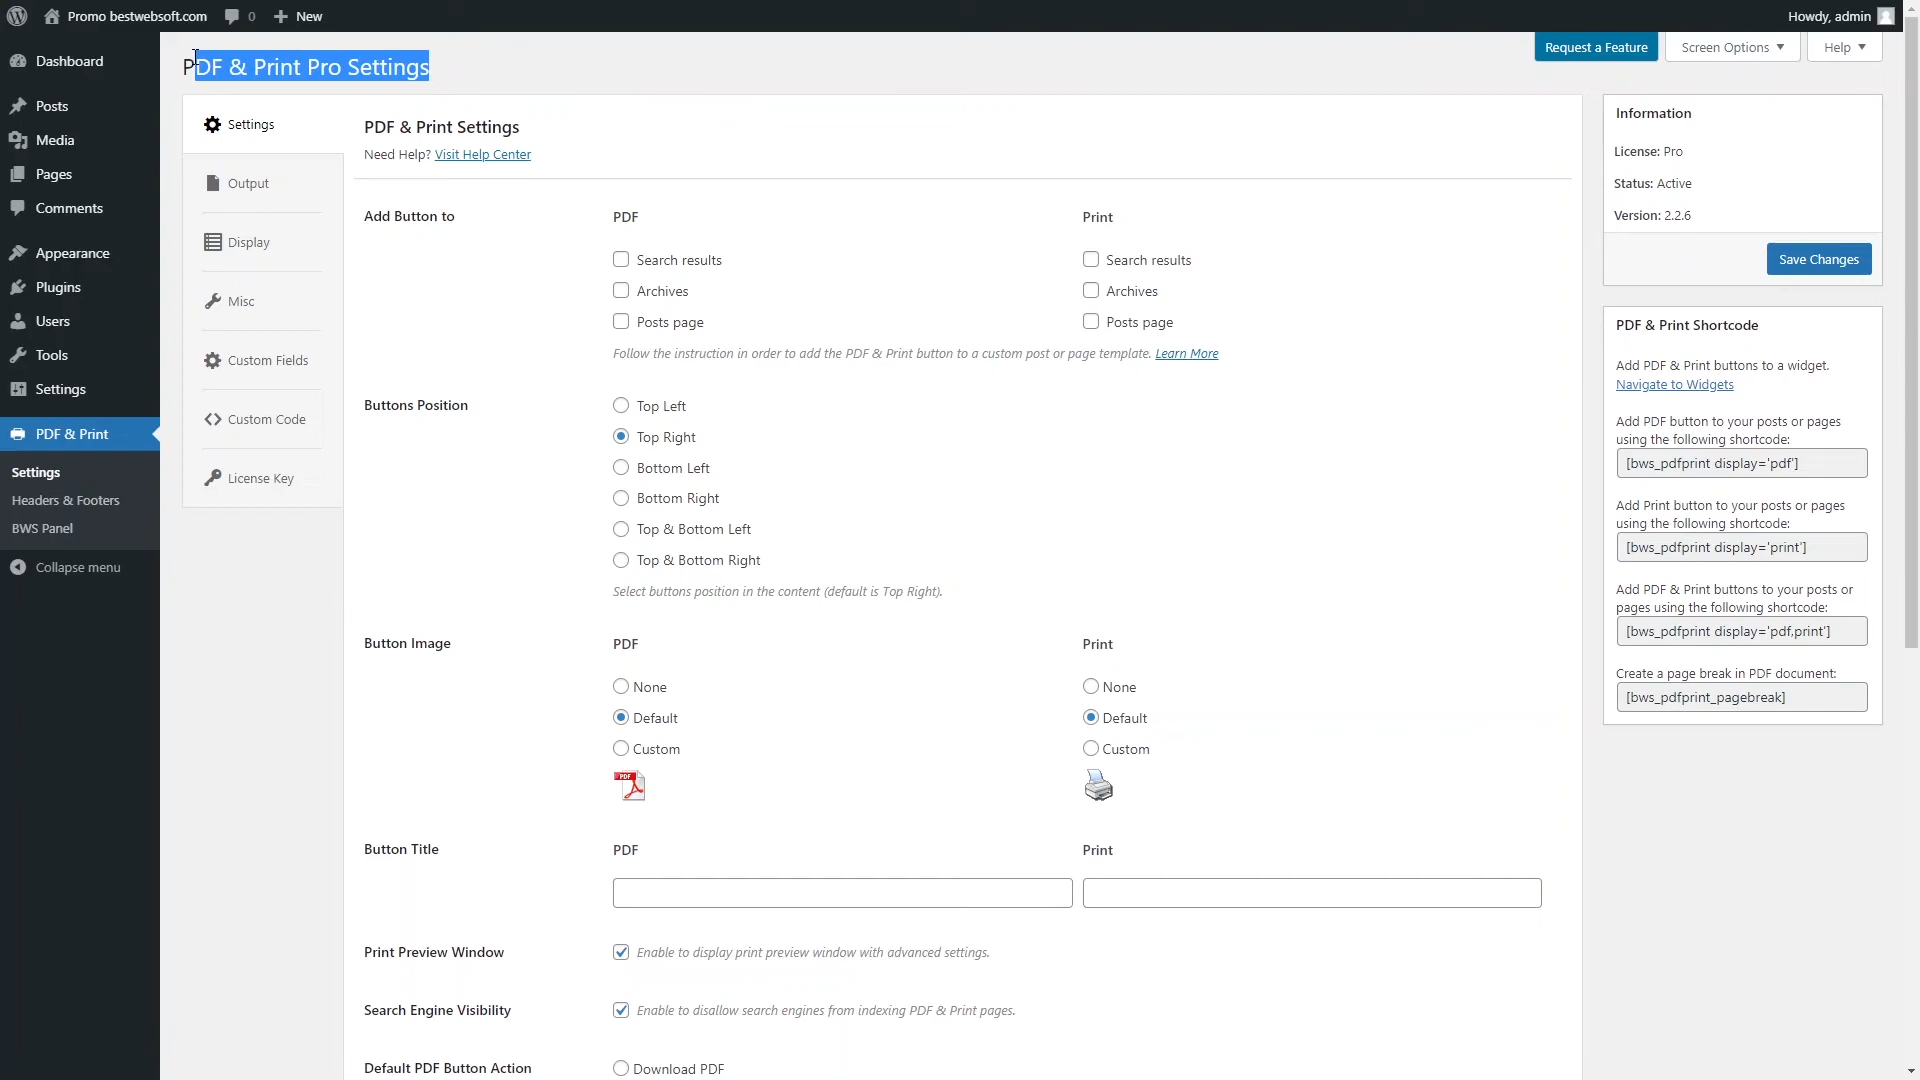 Promo bestwebsoft.com
0
New
Howdy, admin
Dashboard
Posts
Media
Pages
Comments
Appearance
Plugins
Users
Tools
Settings
PDF & Print
Settings
Headers & Footers
BWS Panel
Collapse menu
PDF & Print Pro Settings
Request a Feature
Screen Options
Help
Settings
Output
Display
Misc
Custom Fields
Custom Code
License Key
PDF & Print Settings
Need Help? Visit Help Center
Add Button to
PDF
Print
Search results
Search results
Archives
Archives
Posts page
Posts page
Follow the instruction in order to add the PDF & Print button to a custom post or page template. Learn More
Buttons Position
Top Left
Top Right
Bottom Left
Bottom Right
Top & Bottom Left
Top & Bottom Right
Select buttons position in the content (default is Top Right).
Button Image
PDF
Print
None
None
Default
Default
Custom
Custom
PDF
Button Title
PDF
Print
Print Preview Window
Enable to display print preview window with advanced settings.
Search Engine Visibility
Enable to disallow search engines from indexing PDF & Print pages.
Default PDF Button Action
Download PDF
Information
License: Pro
Status: Active
Version: 2.2.6
Save Changes
PDF & Print Shortcode
Add PDF & Print buttons to a widget.
Navigate to Widgets
Add PDF button to your posts or pages
using the following shortcode:
[bws_pdfprint display='pdf']
Add Print button to your posts or pages
using the following shortcode:
[bws_pdfprint display='print']
Add PDF & Print buttons to your posts or
pages using the following shortcode:
[bws_pdfprint display='pdf,print']
Create a page break in PDF document:
[bws_pdfprint_pagebreak]